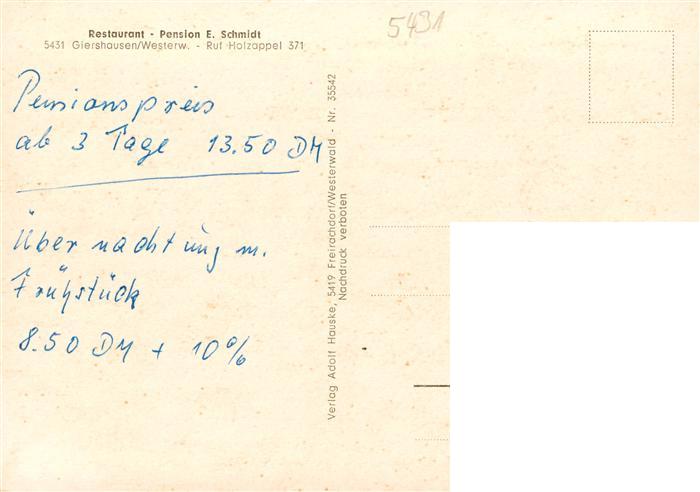 Restaurant - Pension E. Schmidt
5431 Giershausen/Westerw. - Ruf Holzappel 371
5431
Pensionspreis
ab 3 Tage 13.50 DM
Übernachtung m.
Frühstück
8.50 DM + 10%
Verlag Adolf Hauske, 5419 Freirachdorf/Westerwald - Nr. 35542
Nachdruck verboten